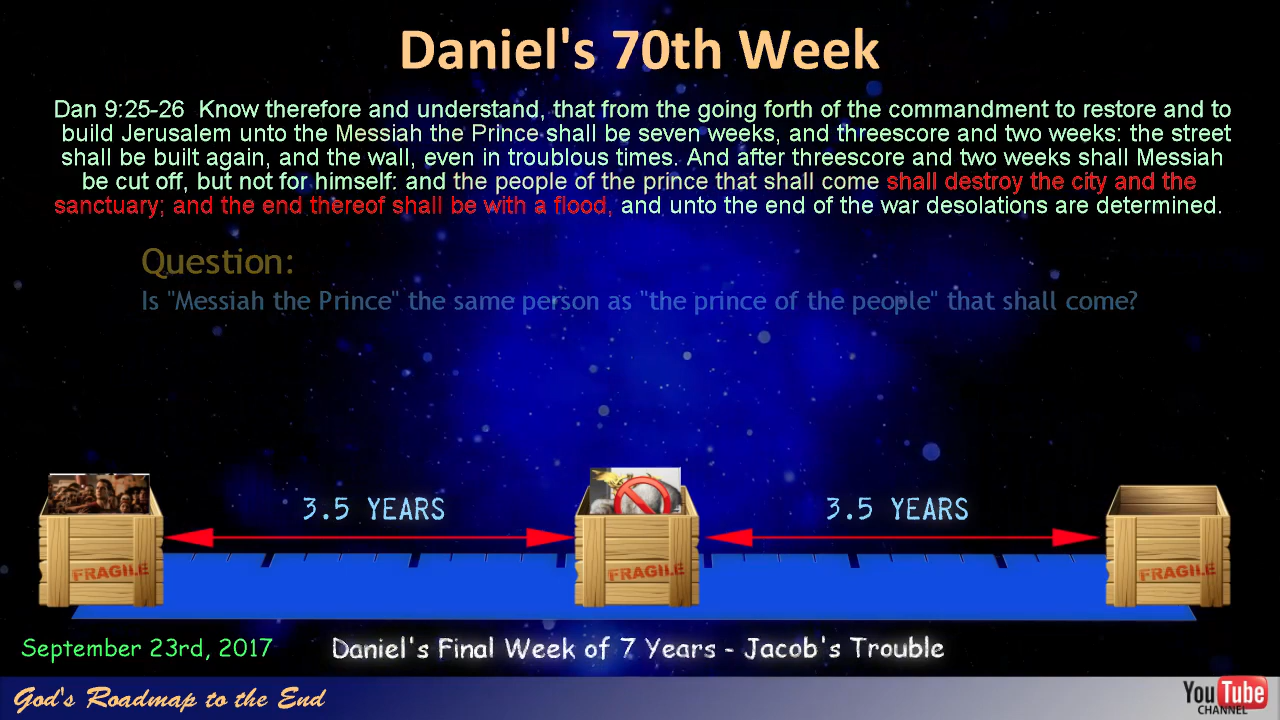 Daniel's 70th Week
Dan 9:25-26  Know therefore and understand, that from the going forth of the commandment to restore and to
build Jerusalem unto the Messiah the Prince shall be seven weeks, and threescore and two weeks: the street
shall be built again, and the wall, even in troublous times. And after threescore and two weeks shall Messiah
be cut off, but not for himself: and the people of the prince that shall come shall destroy the city and the
sanctuary; and the end thereof shall be with a flood, and unto the end of the war desolations are determined.
Question:
Is "Messiah the Prince" the same person as "the prince of the people" that shall come?
3.5 YEARS
3.5 YEARS
FRAGILE
FRAGILE
FRAGILE
September 23rd, 2017
Daniel's Final Week of 7 Years - Jacob's Trouble
God's Roadmap to the End
YouTube
CHANNEL